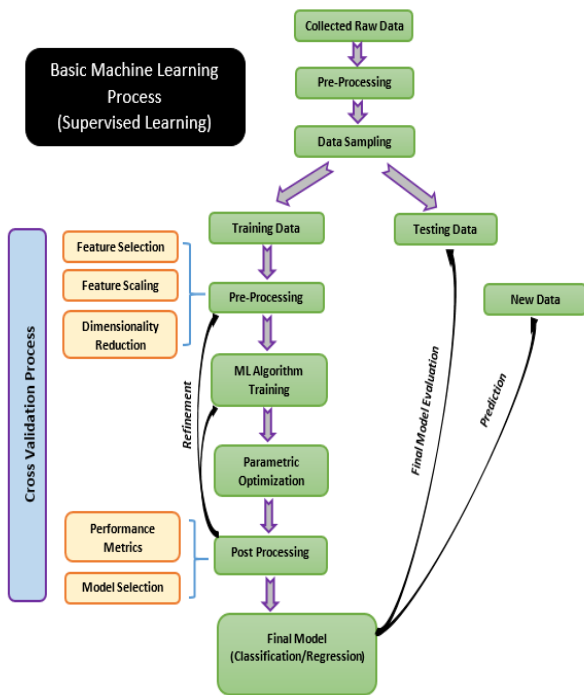 Collected Raw Data
Basic Machine Learning
Process
(Supervised Learning)
Pre-Processing
Data Sampling
Training Data
Testing Data
Feature Selection
Feature Scaling
Dimensionality
Reduction
Pre-Processing
New Data
ML Algorithm
Training
Refinement
Final Model Evaluation
Prediction
Cross Validation Process
Parametric
Optimization
Performance
Metrics
Post Processing
Model Selection
Final Model
(Classification/Regression)